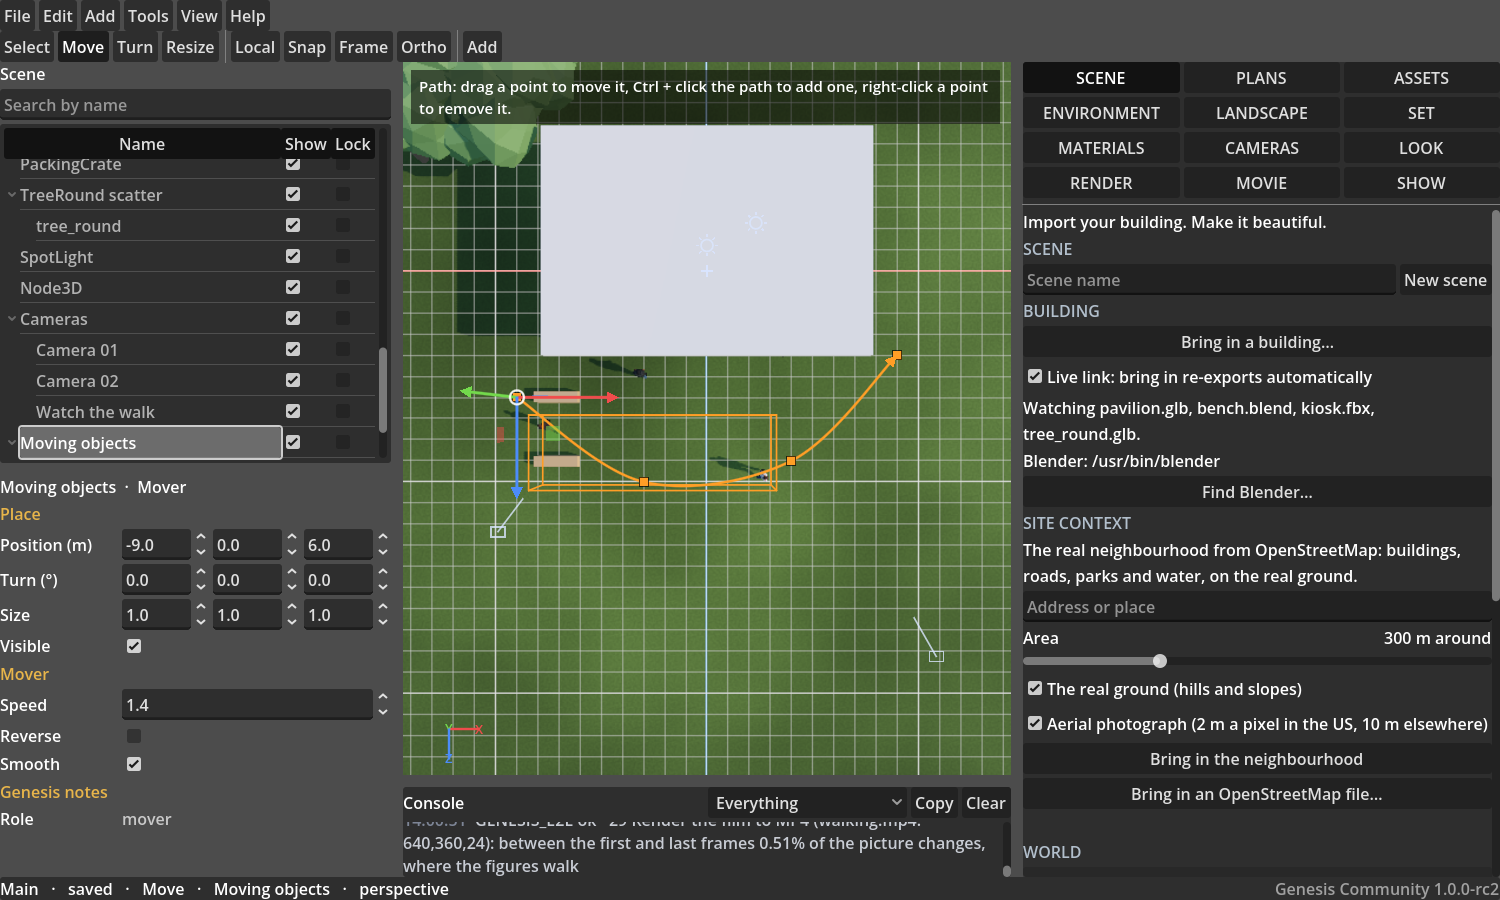 File Edit Add Tools View Help
Select Move Turn Resize Local Snap Frame Ortho Add
Scene
Search by name
Name Show Lock
PackingCrate
TreeRound scatter
tree_round
SpotLight
Node3D
Cameras
Camera 01
Camera 02
Watch the walk
Moving objects
Moving objects · Mover
Place
Position (m) -9.0 0.0 6.0
Turn (°) 0.0 0.0 0.0
Size 1.0 1.0 1.0
Visible
Mover
Speed 1.4
Reverse
Smooth
Genesis notes
Role mover
Path: drag a point to move it, Ctrl + click the path to add one, right-click a point
to remove it.
Y X
Z
Console Everything Copy Clear
640,360,24): between the first and last frames 0.51% of the picture changes,
where the figures walk
SCENE PLANS ASSETS
ENVIRONMENT LANDSCAPE SET
MATERIALS CAMERAS LOOK
RENDER MOVIE SHOW
Import your building. Make it beautiful.
SCENE
Scene name New scene
BUILDING
Bring in a building...
Live link: bring in re-exports automatically
Watching pavilion.glb, bench.blend, kiosk.fbx,
tree_round.glb.
Blender: /usr/bin/blender
Find Blender...
SITE CONTEXT
The real neighbourhood from OpenStreetMap: buildings,
roads, parks and water, on the real ground.
Address or place
Area 300 m around
The real ground (hills and slopes)
Aerial photograph (2 m a pixel in the US, 10 m elsewhere)
Bring in the neighbourhood
Bring in an OpenStreetMap file...
WORLD
Main · saved · Move · Moving objects · perspective
Genesis Community 1.0.0-rc2